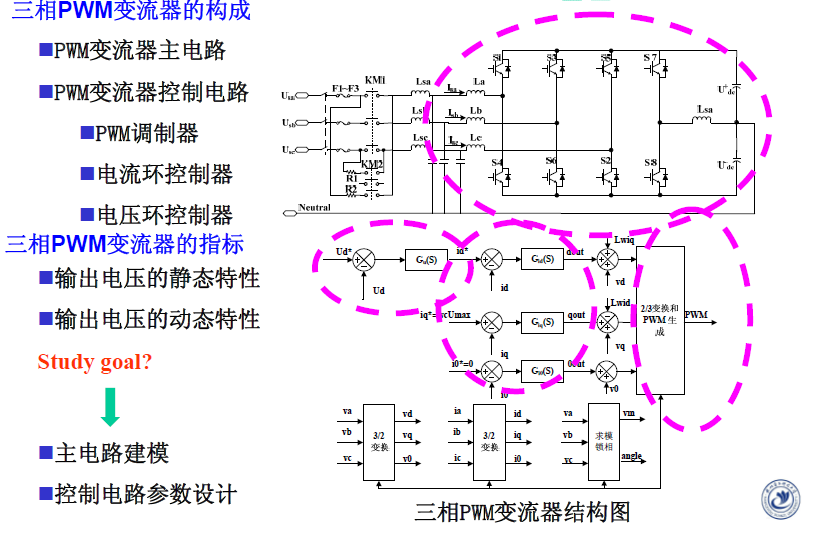 三相PWM变流器的构成
PWM变流器主电路
PWM变流器控制电路
PWM调制器
电流环控制器
电压环控制器
三相PWM变流器的指标
输出电压的静态特性
输出电压的动态特性
Study goal?
主电路建模
控制电路参数设计
KM1
F1~F3
Lsa
La
S1
S3
S5
S7
Lb
Lc
Lsc
KM2
R1
R2
S4
S6
S2
S8
Lsa
Neutral
Ud*
Gu(S)
id*
Gid(S)
dout
Lwiq
Ud
id
vd
Lwid
2/3变换和
PWM 生
成
PWM
Giq(S)
qout
iq
vq
i0*=0
Gi0(S)
0out
i0
v0
va
vd
ia
id
va
vm
vb
3/2
变换
vq
ib
3/2
变换
iq
vb
求模
锁相
vc
v0
ic
i0
vc
angle
三相PWM变流器结构图